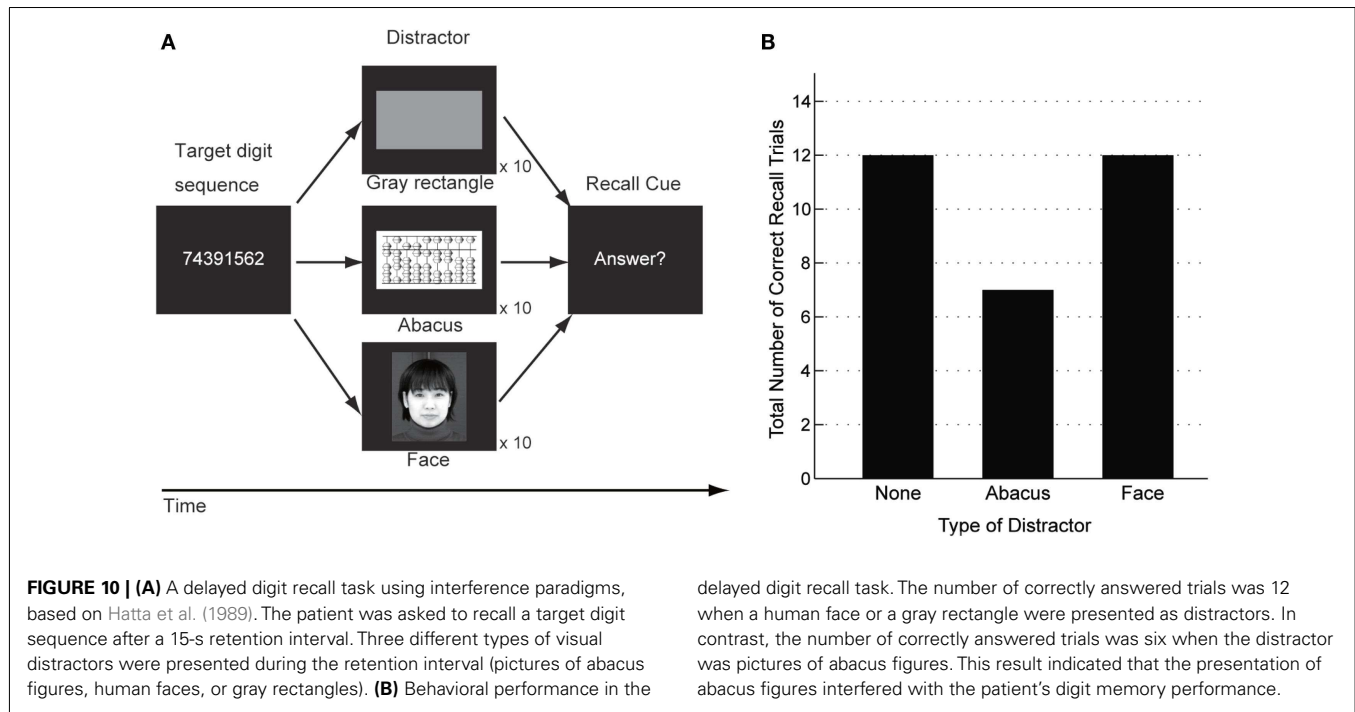 A
Distractor
x 10
Gray rectangle
Target digit
sequence
74391562
x 10
Abacus
Recall Cue
Answer?
x 10
Face
Time
B
Total Number of Correct Recall Trials
14
12
10
8
6
4
2
0
None Abacus Face
Type of Distractor
FIGURE 10 | (A) A delayed digit recall task using interference paradigms,
based on Hatta et al. (1989). The patient was asked to recall a target digit
sequence after a 15-s retention interval. Three different types of visual
distractors were presented during the retention interval (pictures of abacus
figures, human faces, or gray rectangles). (B) Behavioral performance in the
delayed digit recall task. The number of correctly answered trials was 12
when a human face or a gray rectangle were presented as distractors. In
contrast, the number of correctly answered trials was six when the distractor
was pictures of abacus figures. This result indicated that the presentation of
abacus figures interfered with the patient's digit memory performance.